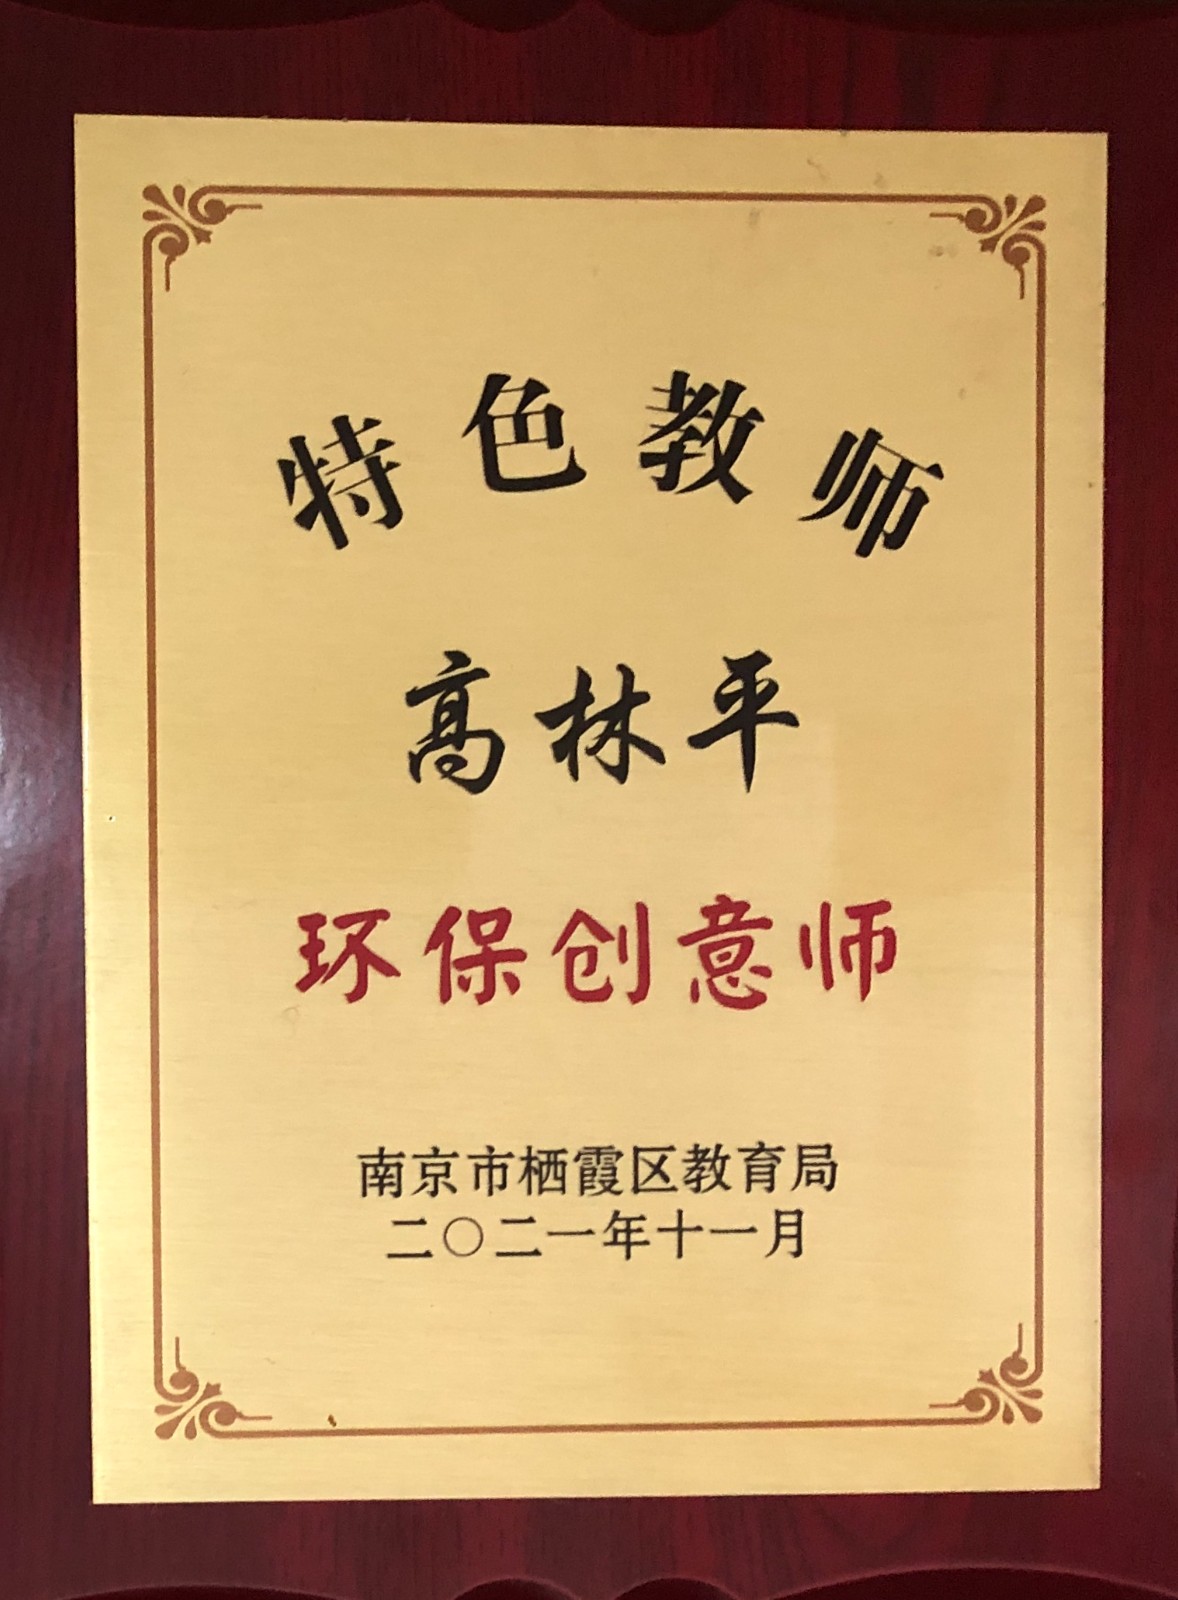 特色教师
高林平
环保创意师
南京市栖霞区教育局
二〇二一年十一月